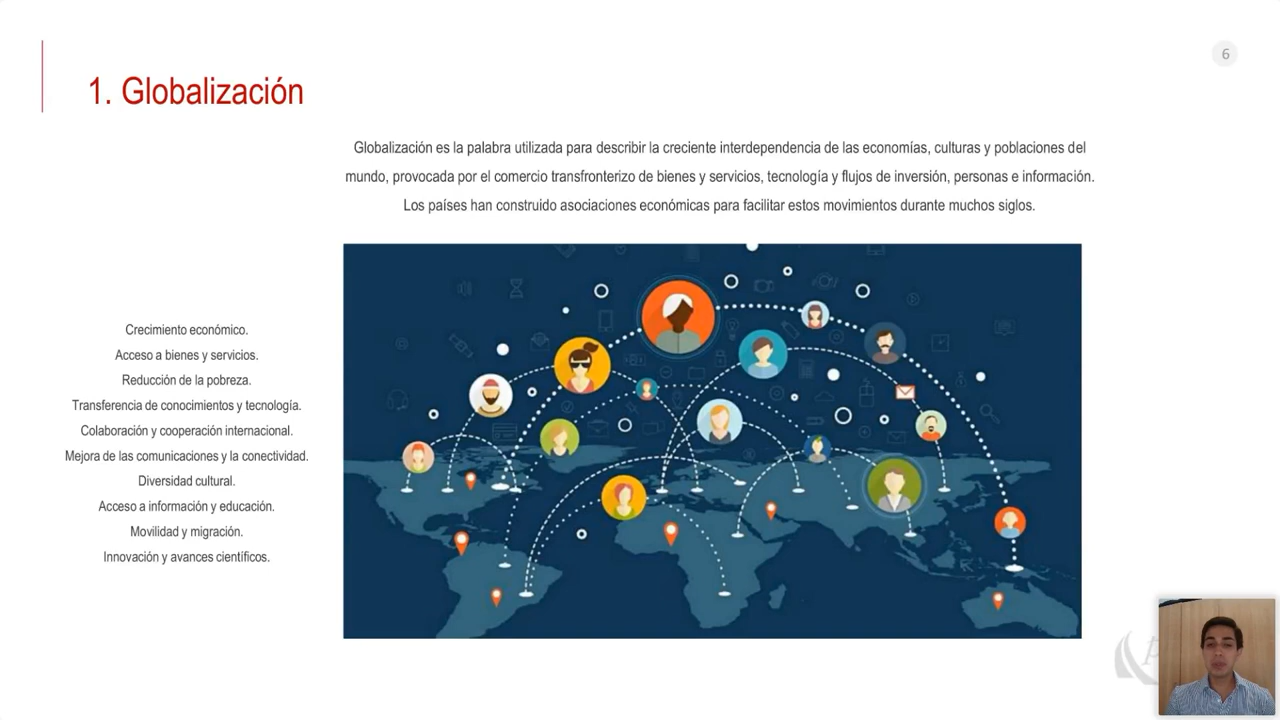 6
1. Globalización
Globalización es la palabra utilizada para describir la creciente interdependencia de las economías, culturas y poblaciones del
mundo, provocada por el comercio transfronterizo de bienes y servicios, tecnología y flujos de inversión, personas e información.
Los países han construido asociaciones económicas para facilitar estos movimientos durante muchos siglos.
Crecimiento económico.
Acceso a bienes y servicios.
Reducción de la pobreza.
Transferencia de conocimientos y tecnología.
Colaboración y cooperación internacional.
Mejora de las comunicaciones y la conectividad.
Diversidad cultural.
Acceso a información y educación.
Movilidad y migración.
Innovación y avances científicos.